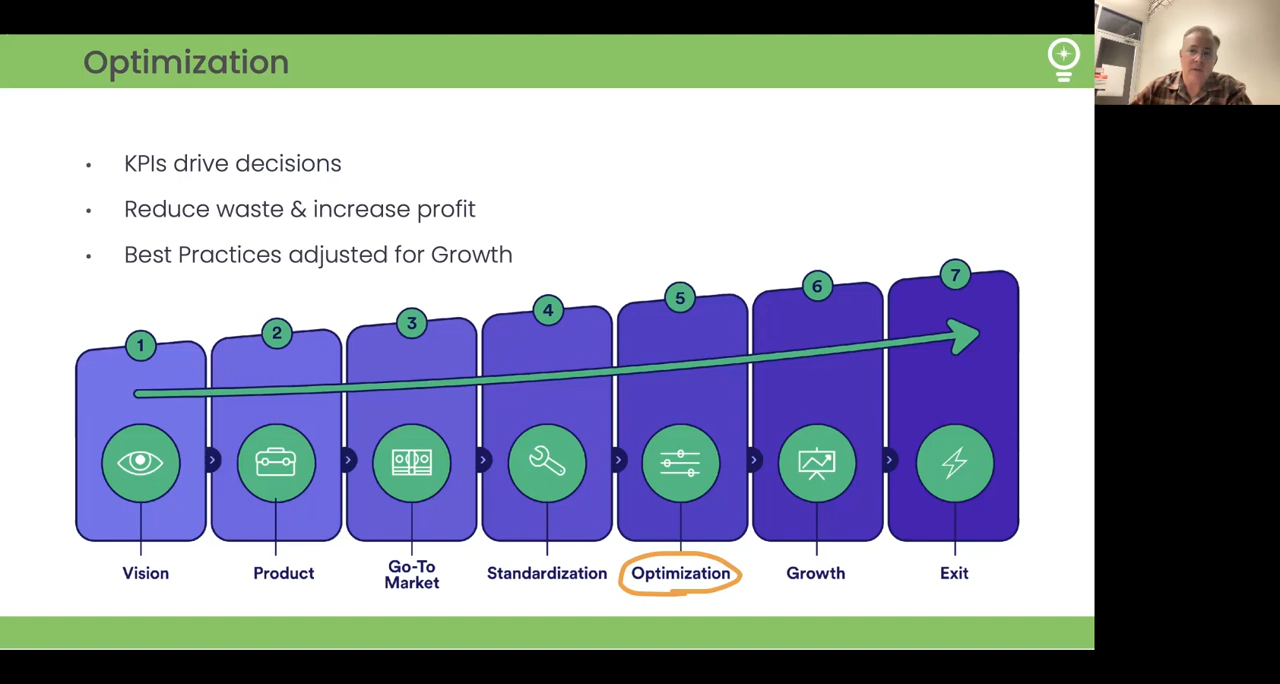 Optimization
• KPIs drive decisions
• Reduce waste & increase profit
• Best Practices adjusted for Growth
1
2
3
4
5
6
7
Vision
Product
Go-To
Market
Standardization
Optimization
Growth
Exit